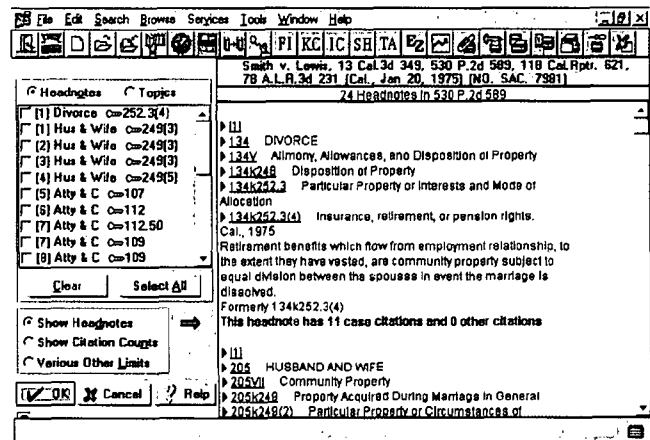 File Edit Search Browse Services Tools Window Help
FI KC IC SH TA EZ
Smith v. Lewis, 13 Cal.3d 349, 530 P.2d 589, 118 Cal.Rptr. 621,
78 A.L.R.3d 231 (Cal., Jan 20, 1975) (NO. SAC. 7981)
24 Headnotes in 530 P.2d 589
Headnotes Topics
[1] Divorce 252.3(4)
[1] Hus & Wife 249(3)
[2] Hus & Wife 249(3)
[3] Hus & Wife 249(3)
[4] Hus & Wife 249(5)
[5] Atty & C 107
[6] Atty & C 112
[7] Atty & C 112.50
[7] Atty & C 109
[8] Atty & C 109
Clear Select All
Show Headnotes
Show Citation Counts
Various Other Limits
OK Cancel Help
[1]
134 DIVORCE
134V Alimony, Allowances, and Disposition of Property
134k248 Disposition of Property
134k252.3 Particular Property or Interests and Mode of
Allocation
134k252.3(4) Insurance, retirement, or pension rights.
Cal., 1975
Retirement benefits which flow from employment relationship, to
the extent they have vested, are community property subject to
equal division between the spouses in event the marriage is
dissolved.
Formerly 134k252.3(4)
This headnote has 11 case citations and 0 other citations
[1]
205 HUSBAND AND WIFE
205VII Community Property
205k248 Property Acquired During Marriage in General
205k249(2) Particular Property or Circumstances of